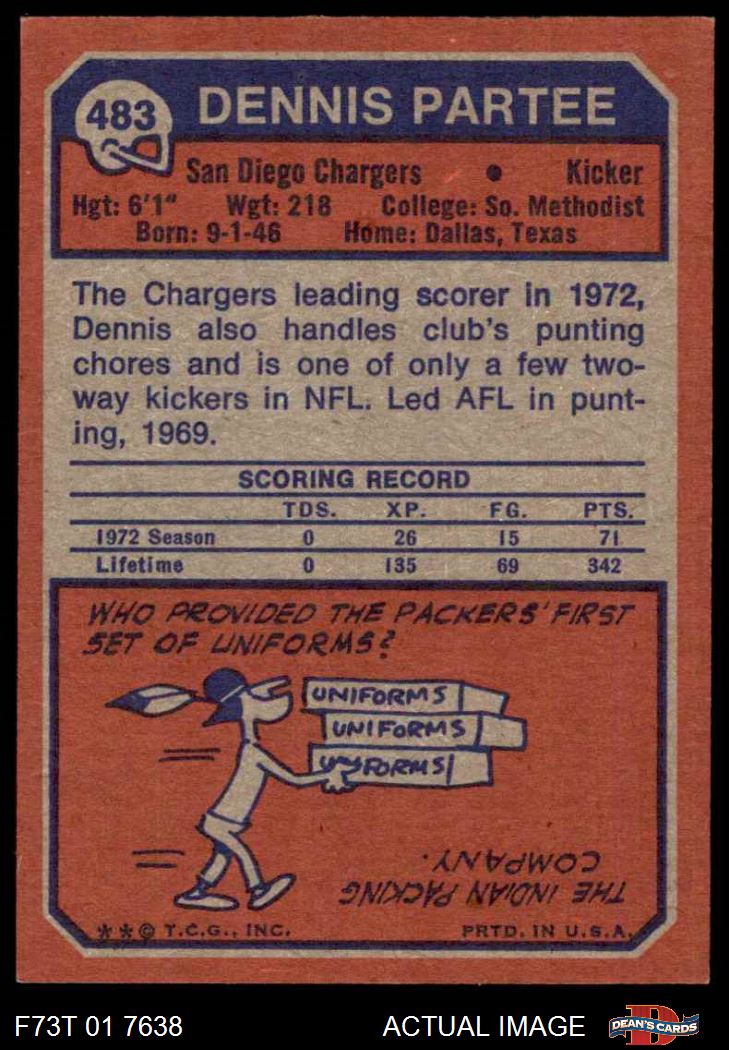 483
DENNIS PARTEE
San Diego Chargers • Kicker
Hgt: 6'1" Wgt: 218 College: So. Methodist
Born: 9-1-46 Home: Dallas, Texas
The Chargers leading scorer in 1972,
Dennis also handles club's punting
chores and is one of only a few two-
way kickers in NFL. Led AFL in punt-
ing, 1969.
SCORING RECORD
TDS. XP. FG. PTS.
1972 Season 0 26 15 71
Lifetime 0 135 69 342
WHO PROVIDED THE PACKERS' FIRST
SET OF UNIFORMS?
UNIFORMS
UNIFORMS
UNIFORMS
THE INDIAN PACKING
COMPANY.
** © T.C.G., INC. PRTD. IN U.S.A.
F73T 01 7638 ACTUAL IMAGE
D
DEAN'S CARDS